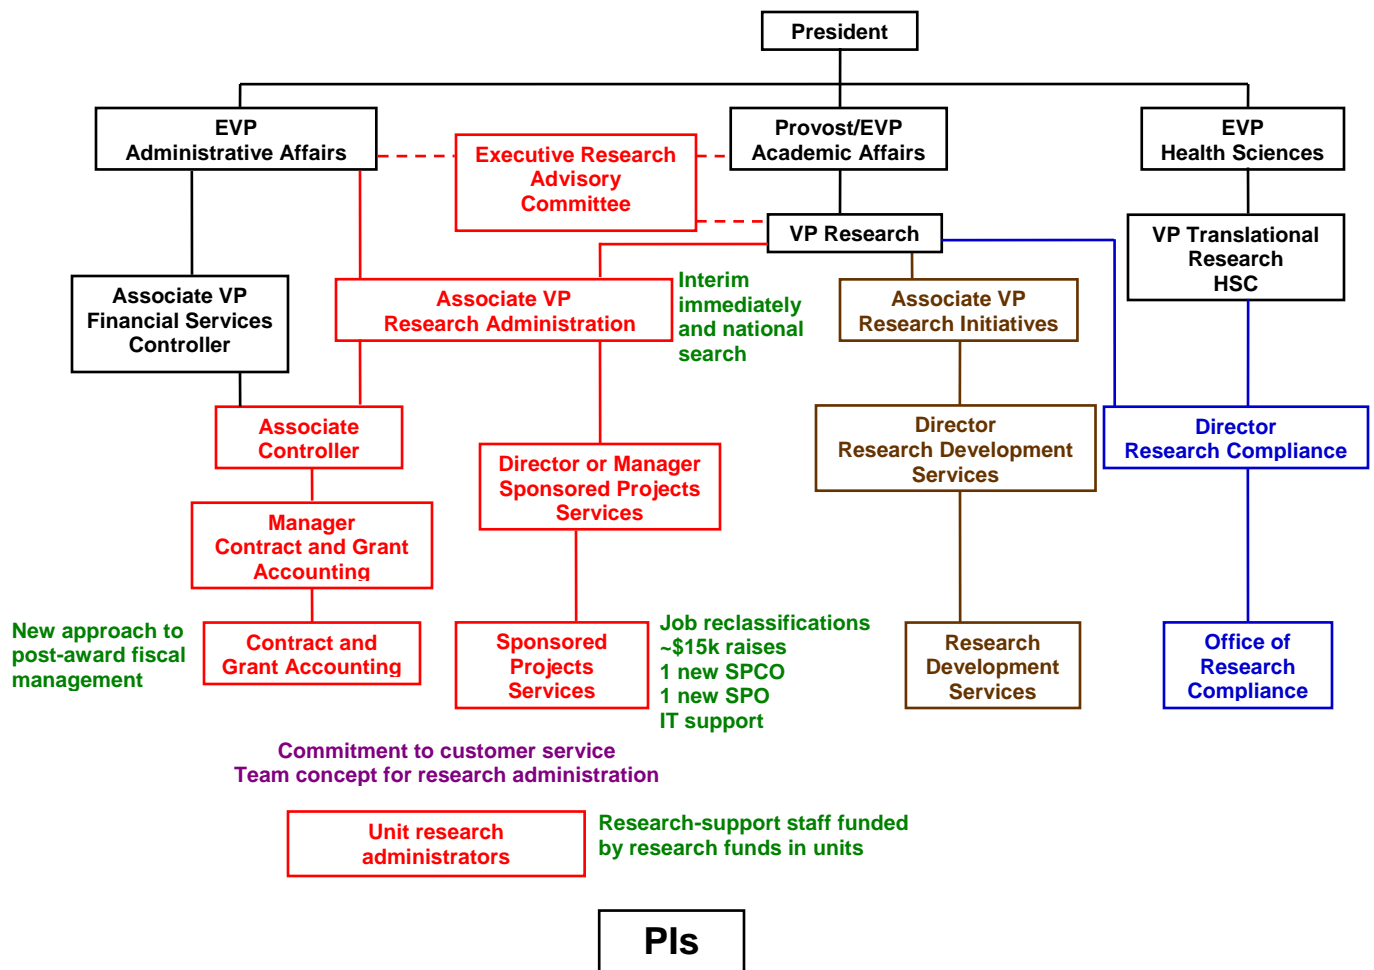 President
EVP
Administrative Affairs
Provost/EVP
Academic Affairs
EVP
Health Sciences
Executive Research
Advisory
Committee
VP Research
VP Translational
Research
HSC
Associate VP
Financial Services
Controller
Associate VP
Research Administration
Interim
immediately
and national
search
Associate VP
Research Initiatives
Associate
Controller
Director or Manager
Sponsored Projects
Services
Director
Research Development
Services
Director
Research Compliance
Manager
Contract and Grant
Accounting
New approach to
post-award fiscal
management
Contract and
Grant Accounting
Sponsored
Projects
Services
Job reclassifications
~$15k raises
1 new SPCO
1 new SPO
IT support
Research
Development
Services
Office of
Research
Compliance
Commitment to customer service
Team concept for research administration
Unit research
administrators
Research-support staff funded
by research funds in units
PIs